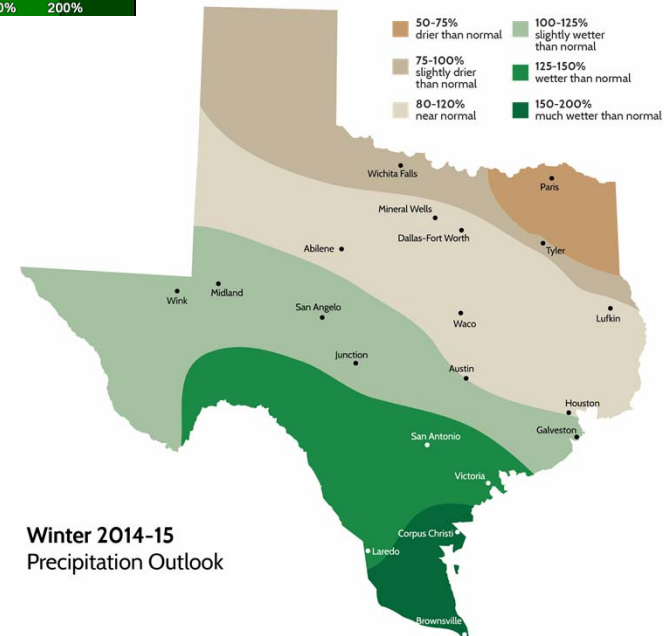 0%
200%
50-75%
drier than normal
75-100%
slightly drier
than normal
80-120%
near normal
100-125%
slightly wetter
than normal
125-150%
wetter than normal
150-200%
much wetter than normal
Wichita Falls
Paris
Mineral Wells
Dallas-Fort Worth
Tyler
Abilene
Wink
Midland
San Angelo
Waco
Lufkin
Junction
Austin
Houston
Galveston
San Antonio
Victoria
Corpus Christi
Laredo
Brownsville
Winter 2014-15
Precipitation Outlook